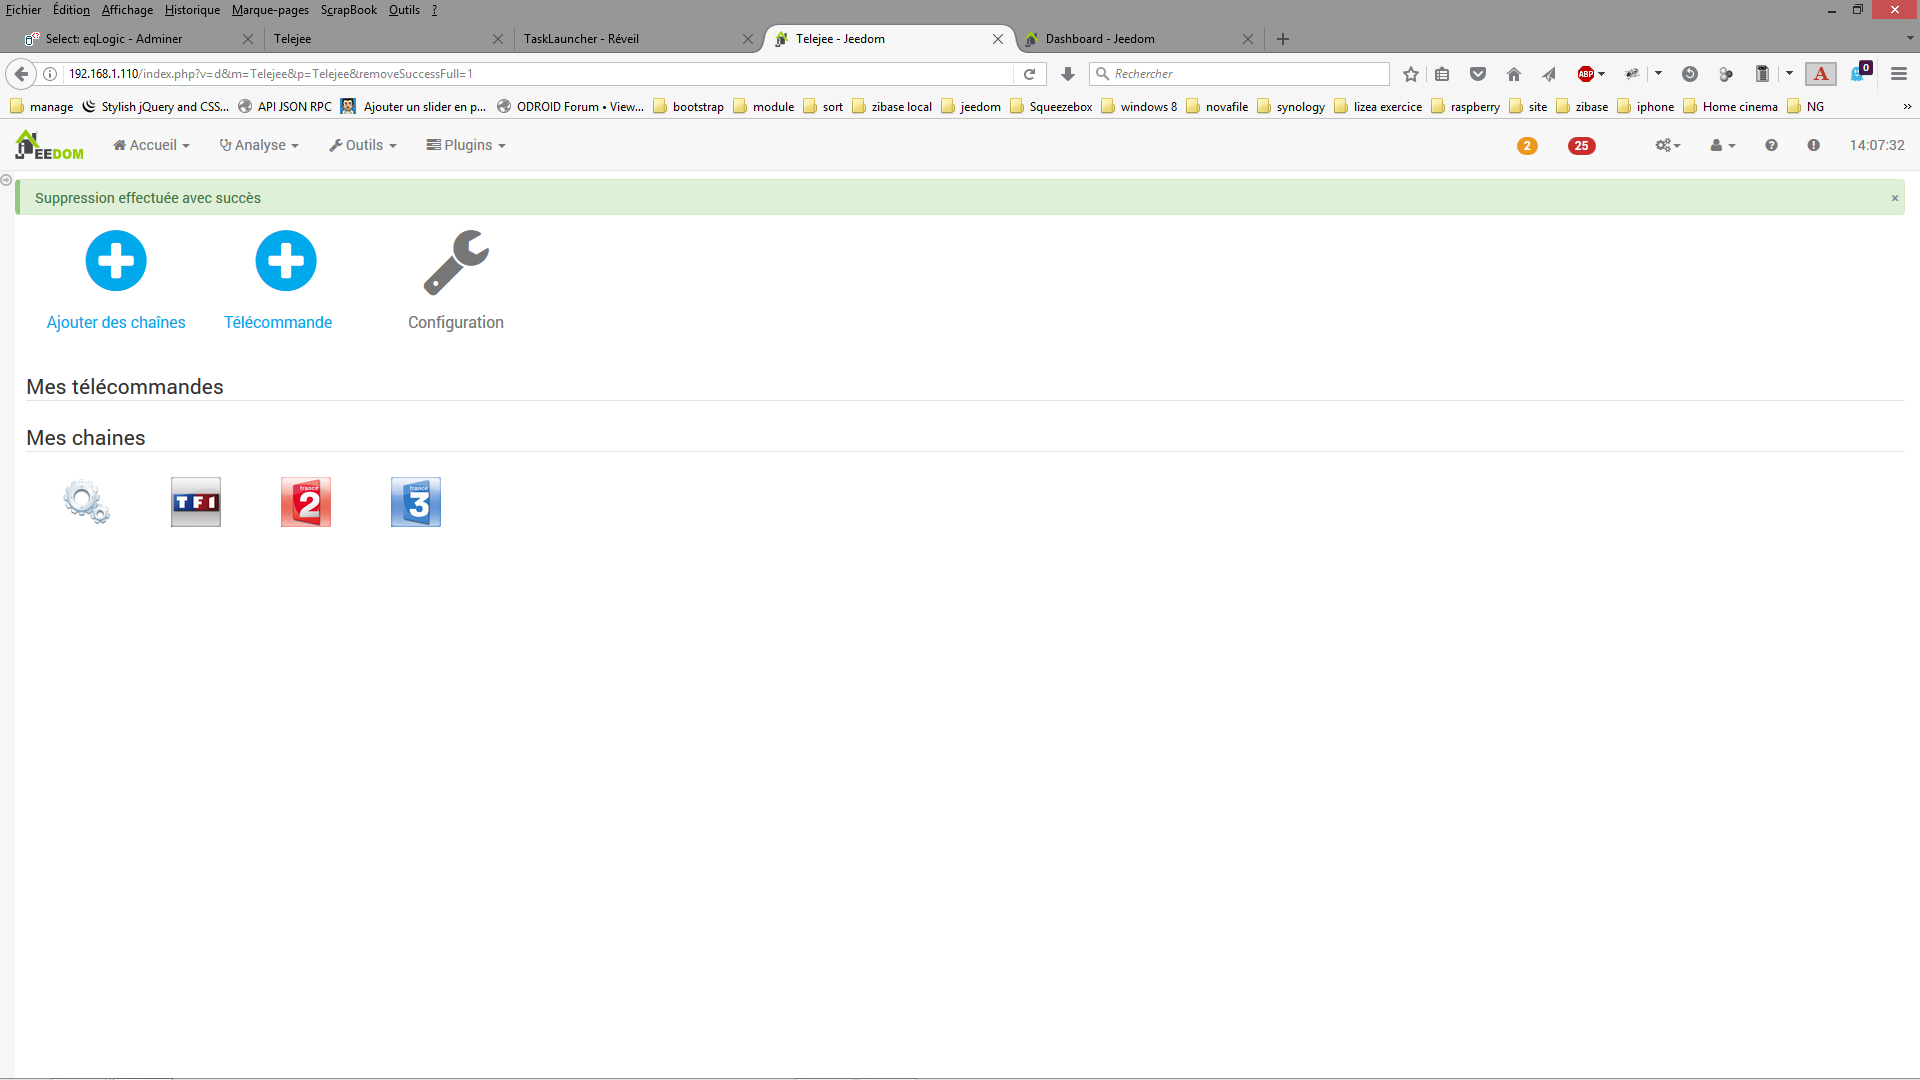 Fichier Édition Affichage Historique Marque-pages ScrapBook Outils ?
Select: eqLogic - Adminer Telejee TaskLauncher - Réveil Telejee - Jeedom Dashboard - Jeedom
192.168.1.110/index.php?v=d&m=Telejee&p=Telejee&removeSuccessFull=1 Rechercher ABP A 0
manage Stylish jQuery and CSS... API JSON RPC Ajouter un slider en p... ODROID Forum • View... bootstrap module sort zibase local jeedom Squeezebox windows 8 novafile synology lizea exercice raspberry site zibase iphone Home cinema NG »
JEEDOM Accueil Analyse Outils Plugins 2 25 14:07:32
Suppression effectuée avec succès ×
Ajouter des chaînes Télécommande Configuration
Mes télécommandes
Mes chaines
TF1 france 2 france 3